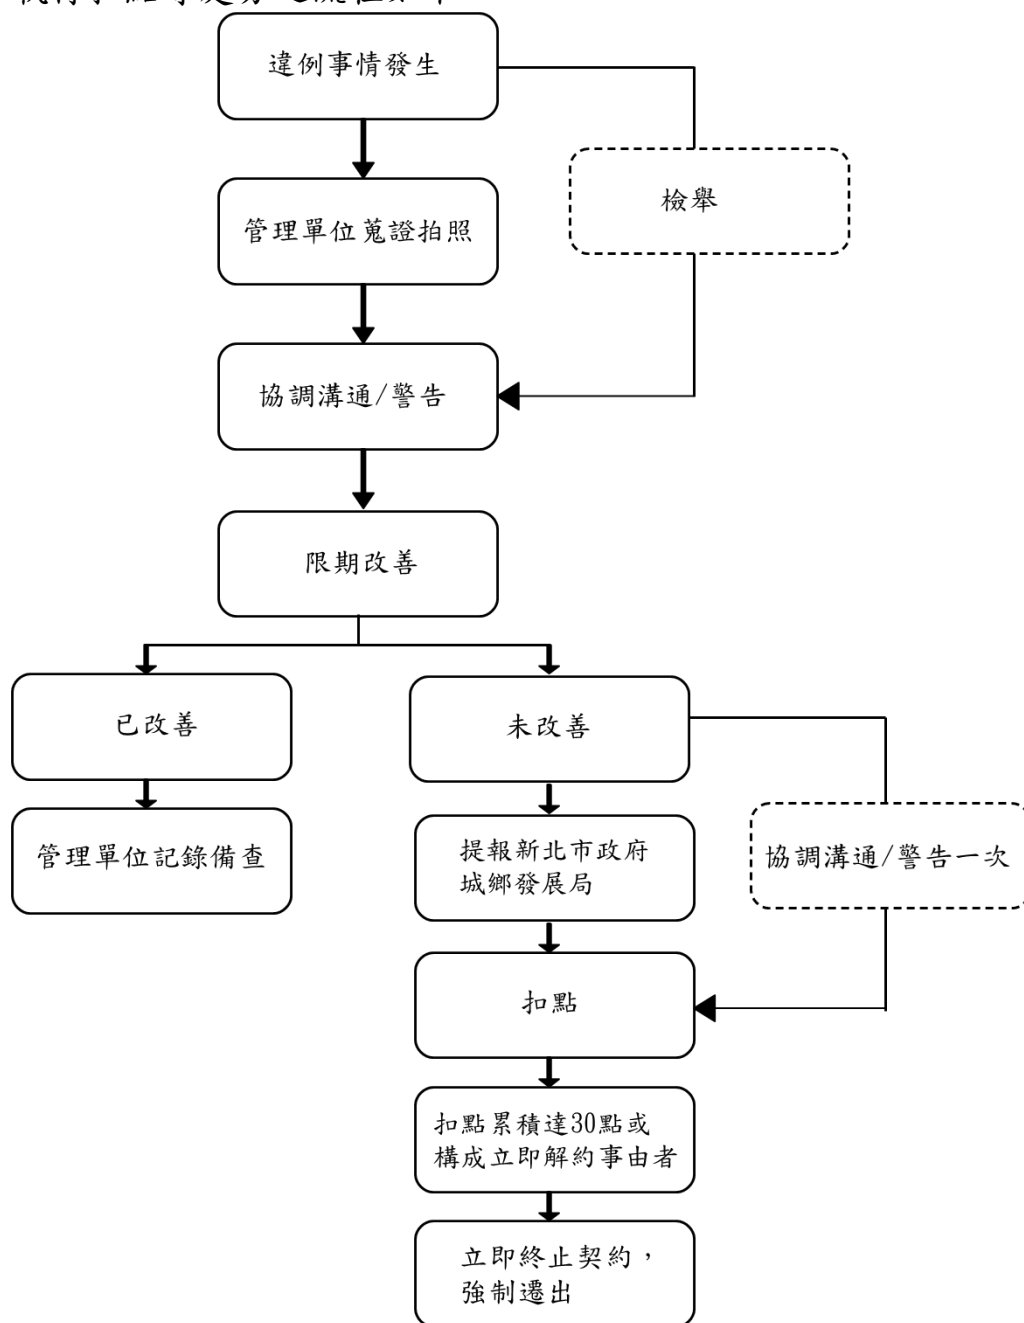 違例事情發生
檢舉
管理單位蒐證拍照
協調溝通/警告
限期改善
已改善
未改善
管理單位記錄備查
提報新北市政府
城鄉發展局
協調溝通/警告一次
扣點
扣點累積達30點或
構成立即解約事由者
立即終止契約，
強制遷出